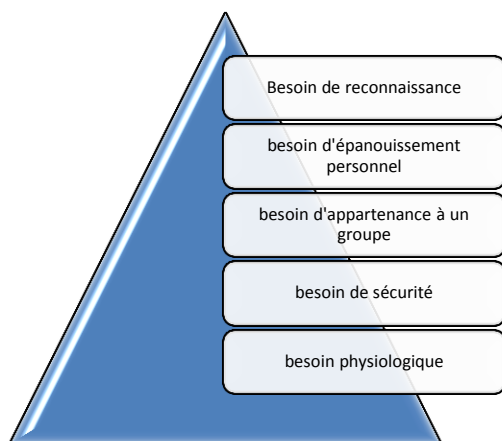 Besoin de reconnaissance
besoin d'épanouissement
personnel
besoin d'appartenance à un
groupe
besoin de sécurité
besoin physiologique